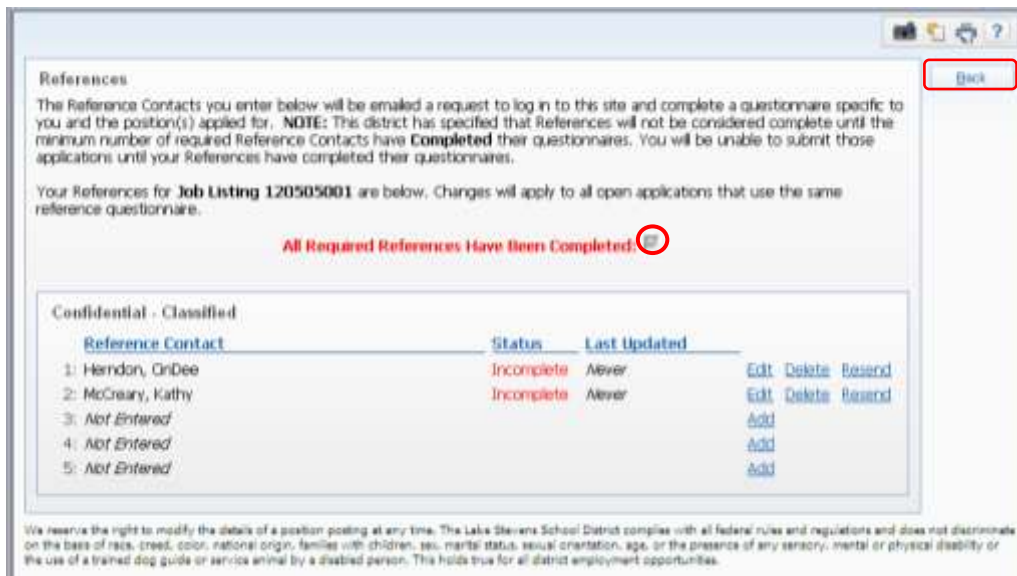 ?
Back
References
The Reference Contacts you enter below will be emailed a request to log in to this site and complete a questionnaire specific to
you and the position(s) applied for. NOTE: This district has specified that References will not be considered complete until the
minimum number of required Reference Contacts have Completed their questionnaires. You will be unable to submit those
applications until your References have completed their questionnaires.
Your References for Job Listing 120505001 are below. Changes will apply to all open applications that use the same
reference questionnaire.
All Required References Have Been Completed:
Confidential - Classified
Reference Contact Status Last Updated
1: Herndon, OriDee Incomplete Never Edit Delete Resend
2: McCreary, Kathy Incomplete Never Edit Delete Resend
3: Not Entered Add
4: Not Entered Add
5: Not Entered Add
We reserve the right to modify the details of a position posting at any time. The Lake Stevens School District complies with all federal rules and regulations and does not discriminate
on the basis of race, creed, color, national origin, families with children, sex, marital status, sexual orientation, age, or the presence of any sensory, mental or physical disability or
the use of a trained dog guide or service animal by a disabled person. This holds true for all district employment opportunities.